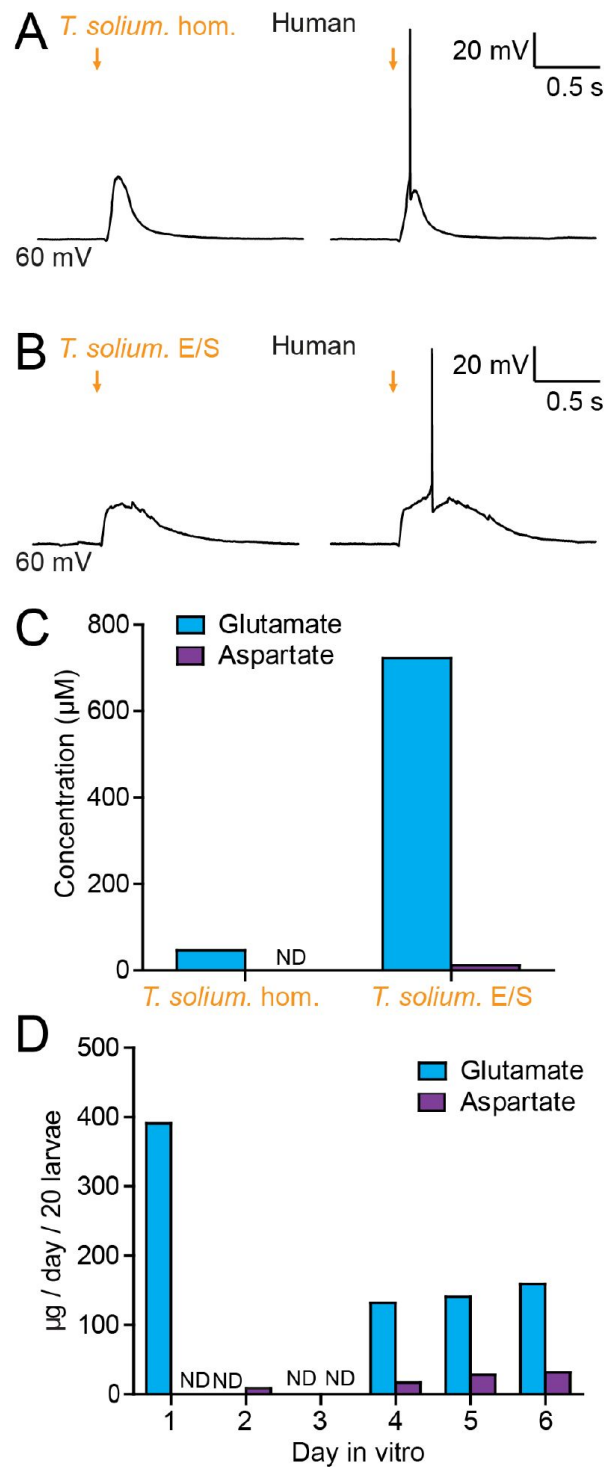 A T. solium. hom. Human
20 mV
0.5 s
60 mV
B T. solium. E/S Human
20 mV
0.5 s
60 mV
C
Glutamate
Aspartate
Concentration (µM)
800
600
400
200
0
ND
T. solium. hom. T. solium. E/S
D
Glutamate
Aspartate
µg / day / 20 larvae
500
400
300
200
100
0
ND ND ND ND
1 2 3 4 5 6
Day in vitro